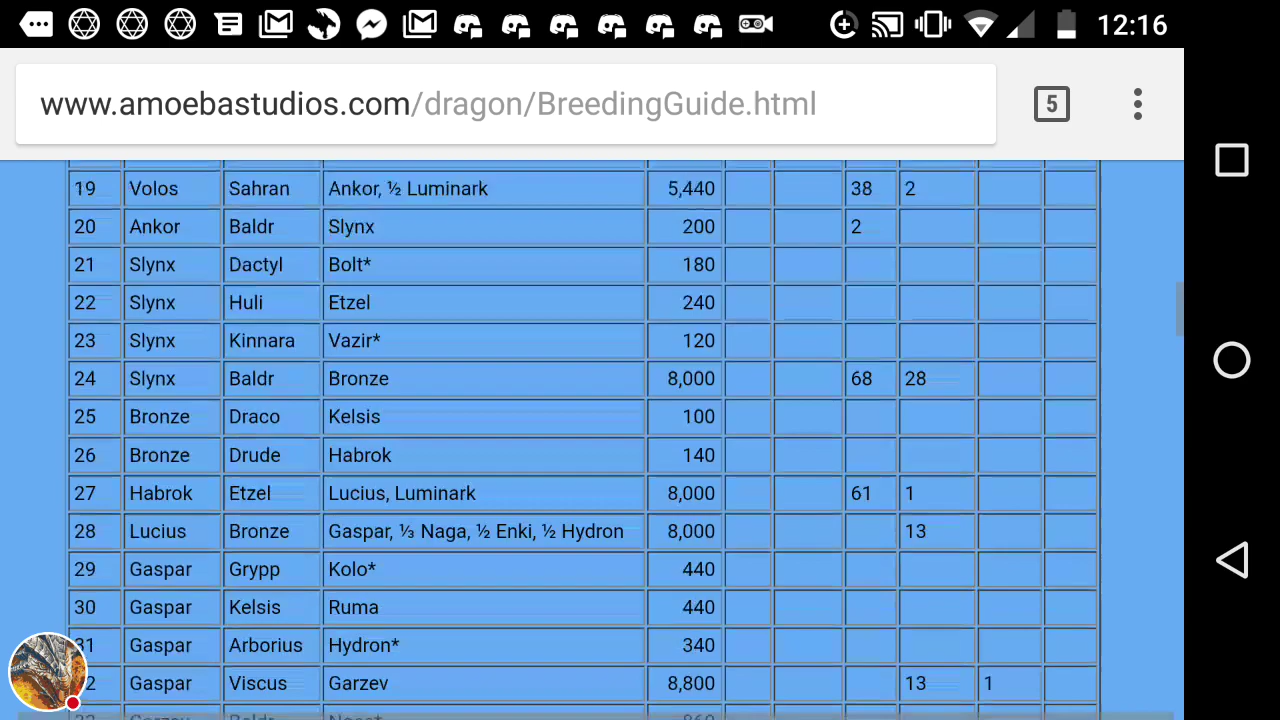 12:16
www.amoebastudios.com/dragon/BreedingGuide.html
5
19 Volos Sahran Ankor, ½ Luminark 5,440 38 2
20 Ankor Baldr Slynx 200 2
21 Slynx Dactyl Bolt* 180
22 Slynx Huli Etzel 240
23 Slynx Kinnara Vazir* 120
24 Slynx Baldr Bronze 8,000 68 28
25 Bronze Draco Kelsis 100
26 Bronze Drude Habrok 140
27 Habrok Etzel Lucius, Luminark 8,000 61 1
28 Lucius Bronze Gaspar, ⅓ Naga, ½ Enki, ½ Hydron 8,000 13
29 Gaspar Grypp Kolo* 440
30 Gaspar Kelsis Ruma 440
31 Gaspar Arborius Hydron* 340
2 Gaspar Viscus Garzev 8,800 13 1
Garzev Baldr